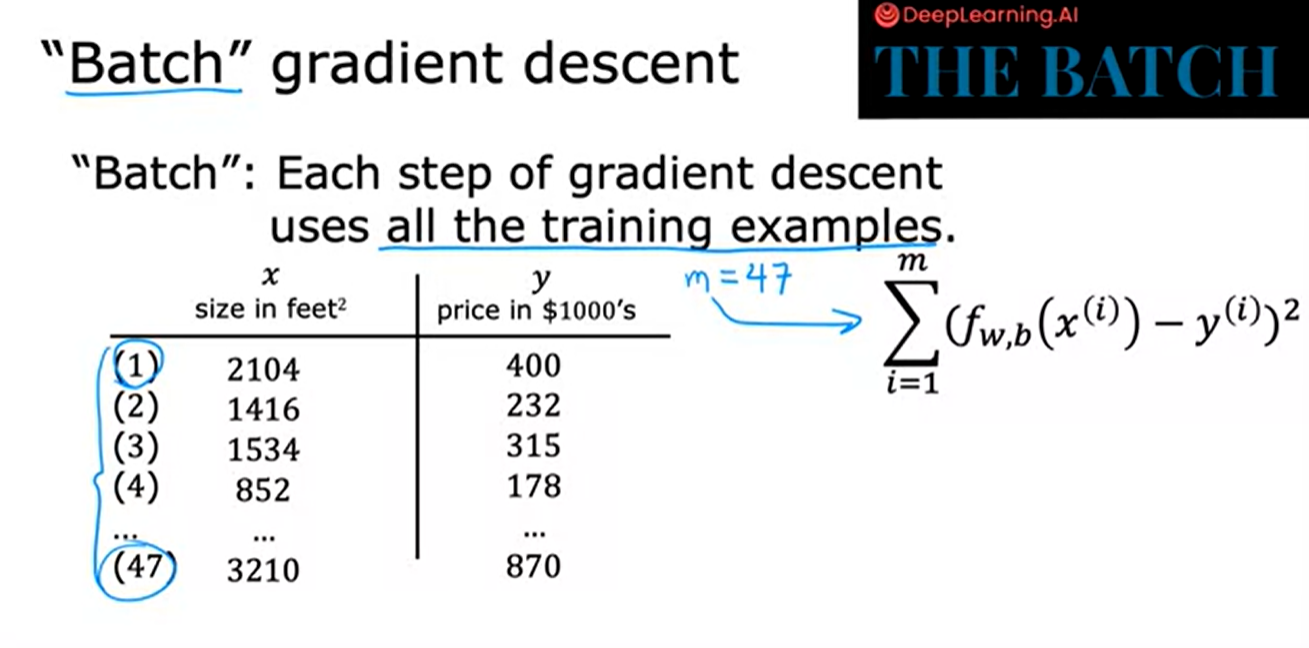 DeepLearning.AI
THE BATCH
“Batch” gradient descent
“Batch”: Each step of gradient descent
uses all the training examples.
x y
size in feet² price in $1000’s
(1) 2104 400
(2) 1416 232
(3) 1534 315
(4) 852 178
... ... ...
(47) 3210 870
m = 47
m
∑ (f_{w,b}(x^{(i)}) − y^{(i)})²
i=1